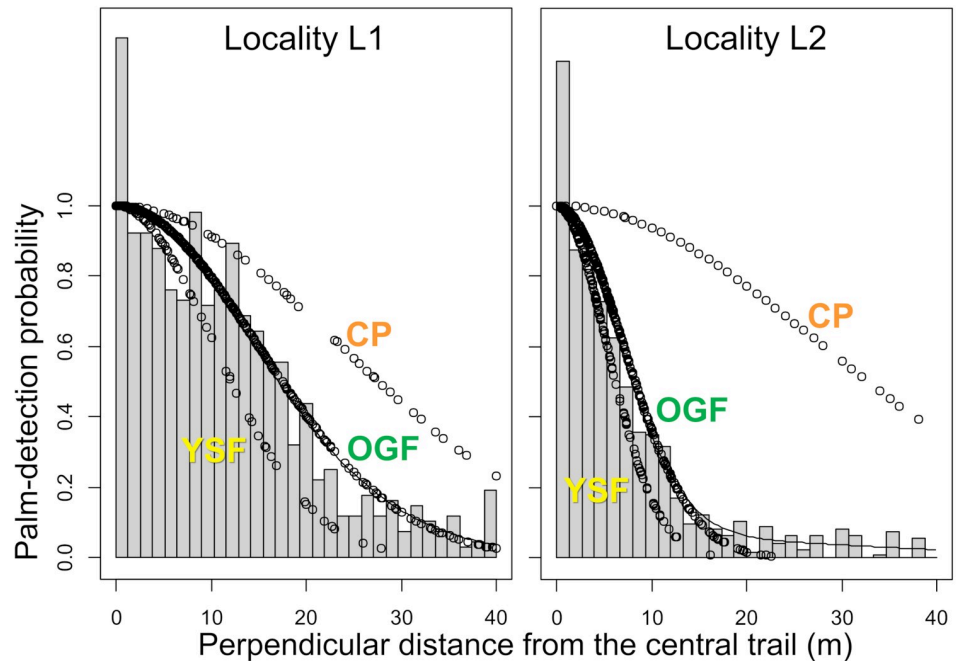 Locality L1
Locality L2
Palm-detection probability
1.0
0.8
0.6
0.4
0.2
0.0
CP
YSF
OGF
CP
OGF
YSF
0 10 20 30 40
0 10 20 30 40
Perpendicular distance from the central trail (m)